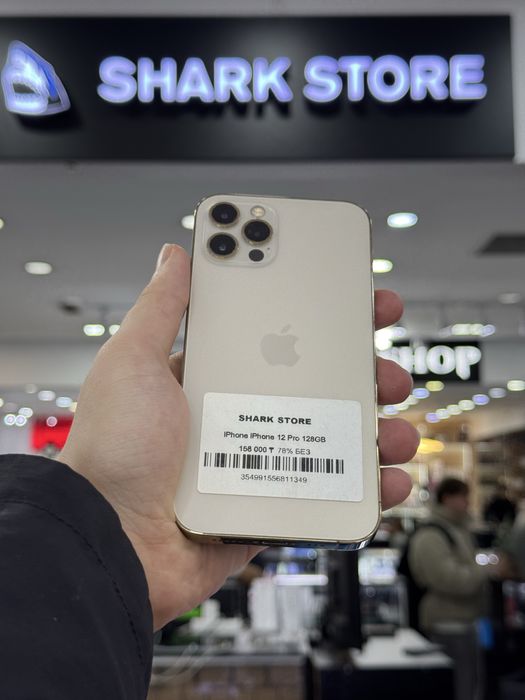 SHARK STORE
SHOP
SHARK STORE
iPhone iPhone 12 Pro 128GB
158 000 ₸ 78% БЕЗ
354991556811349